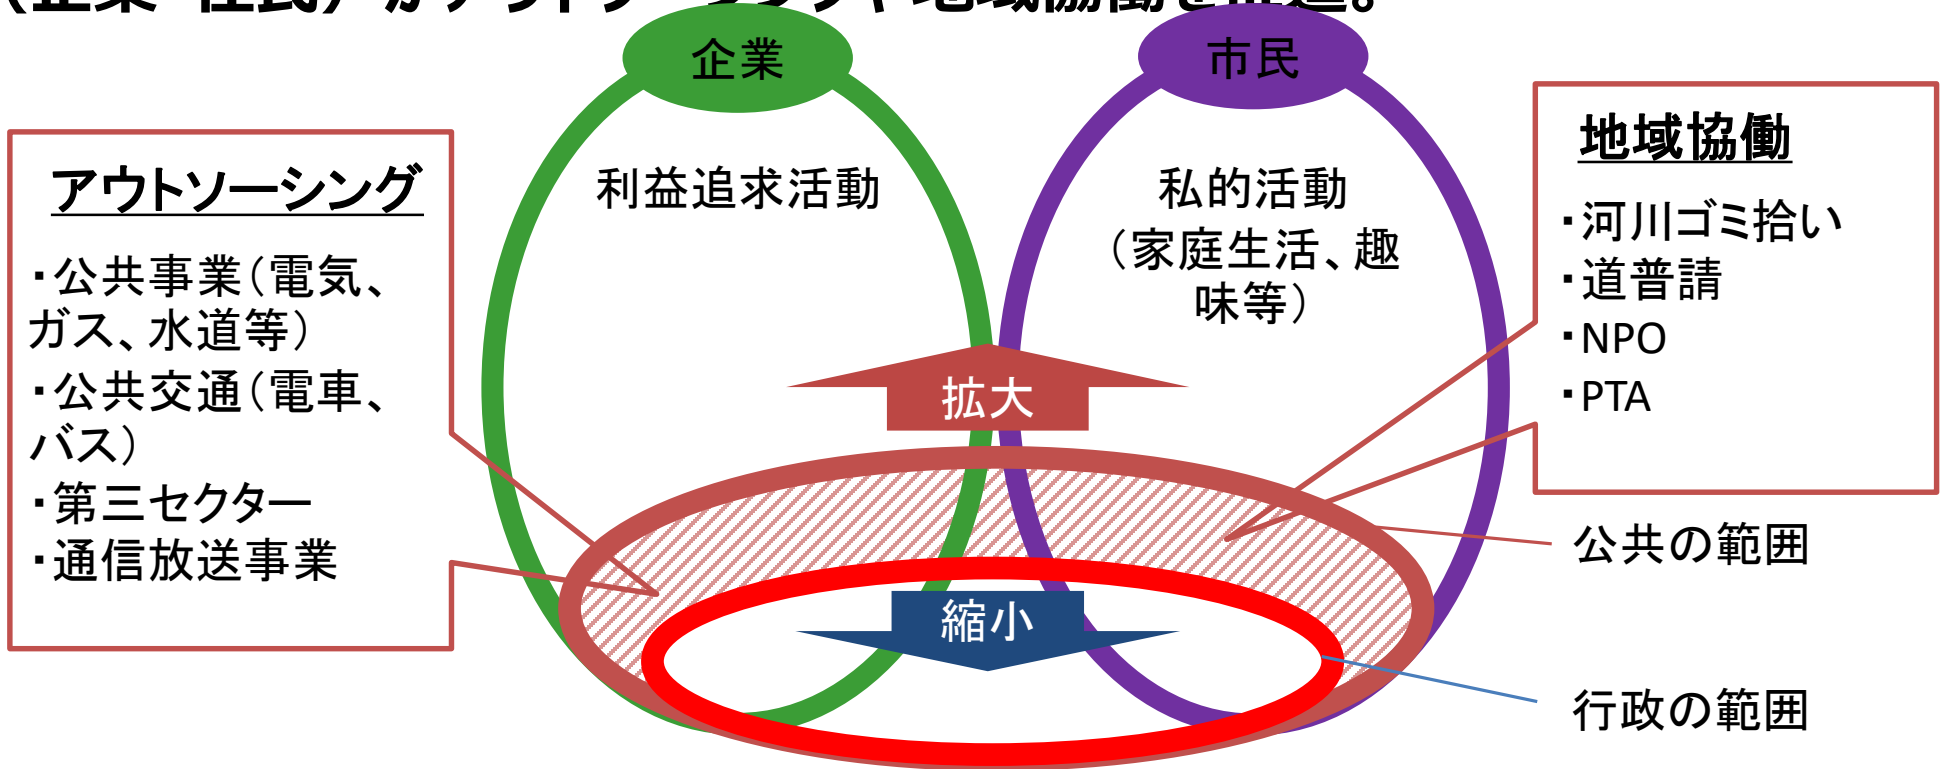 企業
市民
アウトソーシング
・公共事業（電気、
ガス、水道等）
・公共交通（電車、
バス）
・第三セクター
・通信放送事業
利益追求活動
私的活動
（家庭生活、趣
味等）
地域協働
・河川ゴミ拾い
・道普請
・NPO
・PTA
拡大
縮小
公共の範囲
行政の範囲